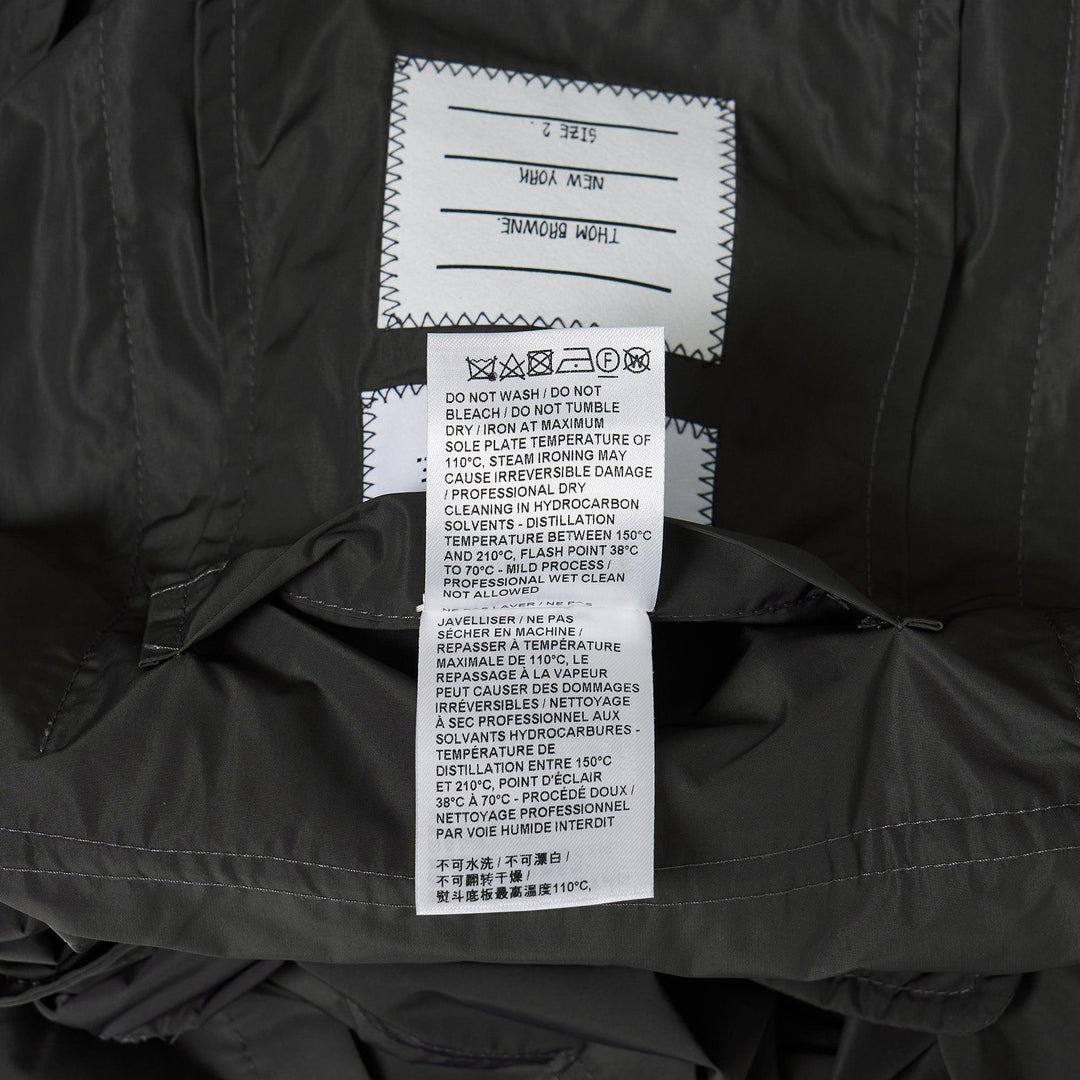 SIZE 2 .
NEW YORK
THOM BROWNE.
F
W
DO NOT WASH / DO NOT
BLEACH / DO NOT TUMBLE
DRY / IRON AT MAXIMUM
SOLE PLATE TEMPERATURE OF
110°C, STEAM IRONING MAY
CAUSE IRREVERSIBLE DAMAGE
/ PROFESSIONAL DRY
CLEANING IN HYDROCARBON
SOLVENTS - DISTILLATION
TEMPERATURE BETWEEN 150°C
AND 210°C, FLASH POINT 38°C
TO 70°C - MILD PROCESS /
PROFESSIONAL WET CLEAN
NOT ALLOWED
NE PAS LAVER / NE PAS
JAVELLISER / NE PAS
SÉCHER EN MACHINE /
REPASSER À TEMPÉRATURE
MAXIMALE DE 110°C, LE
REPASSAGE À LA VAPEUR
PEUT CAUSER DES DOMMAGES
IRRÉVERSIBLES / NETTOYAGE
À SEC PROFESSIONNEL AUX
SOLVANTS HYDROCARBURES -
TEMPÉRATURE DE
DISTILLATION ENTRE 150°C
ET 210°C, POINT D'ÉCLAIR
38°C À 70°C - PROCÉDÉ DOUX /
NETTOYAGE PROFESSIONNEL
PAR VOIE HUMIDE INTERDIT
不可水洗 / 不可漂白 /
不可翻转干燥 /
熨斗底板最高温度110°C,